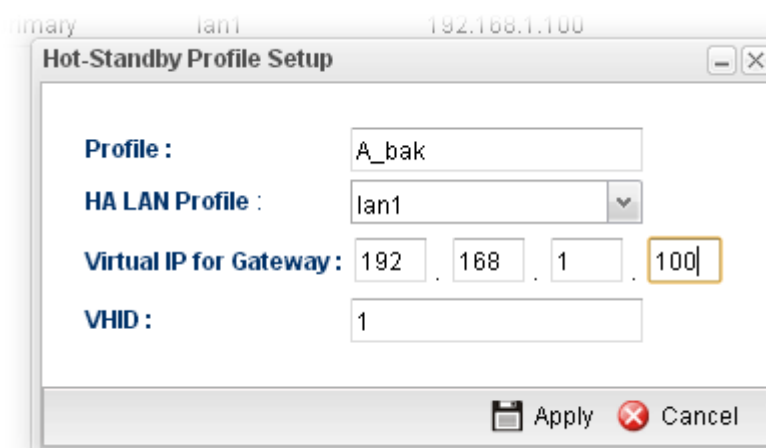 lan1 192.168.1.100
Hot-Standby Profile Setup
Profile : A_bak
HA LAN Profile : lan1
Virtual IP for Gateway : 192 . 168 . 1 . 100
VHID : 1
Apply Cancel